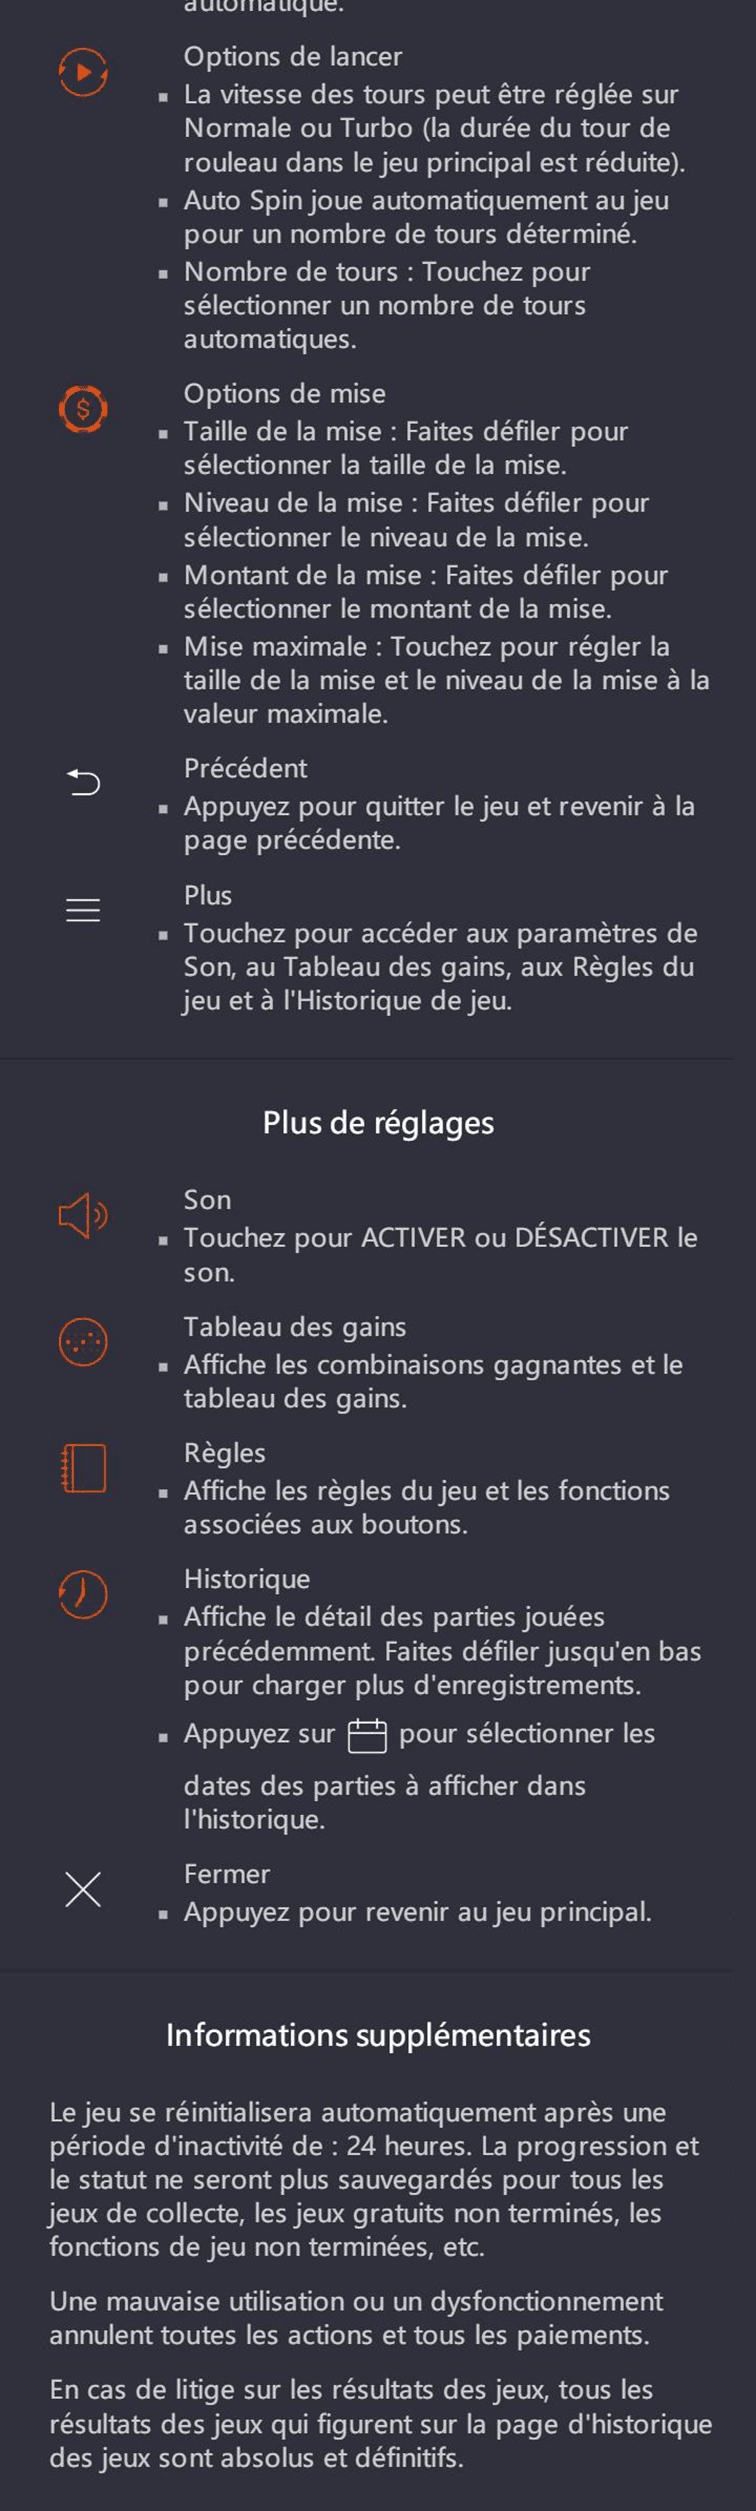 automatique.
Options de lancer
▪ La vitesse des tours peut être réglée sur
Normale ou Turbo (la durée du tour de
rouleau dans le jeu principal est réduite).
▪ Auto Spin joue automatiquement au jeu
pour un nombre de tours déterminé.
▪ Nombre de tours : Touchez pour
sélectionner un nombre de tours
automatiques.
Options de mise
▪ Taille de la mise : Faites défiler pour
sélectionner la taille de la mise.
▪ Niveau de la mise : Faites défiler pour
sélectionner le niveau de la mise.
▪ Montant de la mise : Faites défiler pour
sélectionner le montant de la mise.
▪ Mise maximale : Touchez pour régler la
taille de la mise et le niveau de la mise à la
valeur maximale.
Précédent
▪ Appuyez pour quitter le jeu et revenir à la
page précédente.
Plus
▪ Touchez pour accéder aux paramètres de
Son, au Tableau des gains, aux Règles du
jeu et à l'Historique de jeu.
Plus de réglages
Son
▪ Touchez pour ACTIVER ou DÉSACTIVER le
son.
Tableau des gains
▪ Affiche les combinaisons gagnantes et le
tableau des gains.
Règles
▪ Affiche les règles du jeu et les fonctions
associées aux boutons.
Historique
▪ Affiche le détail des parties jouées
précédemment. Faites défiler jusqu'en bas
pour charger plus d'enregistrements.
▪ Appuyez sur pour sélectionner les
dates des parties à afficher dans
l'historique.
Fermer
▪ Appuyez pour revenir au jeu principal.
Informations supplémentaires
Le jeu se réinitialisera automatiquement après une
période d'inactivité de : 24 heures. La progression et
le statut ne seront plus sauvegardés pour tous les
jeux de collecte, les jeux gratuits non terminés, les
fonctions de jeu non terminées, etc.
Une mauvaise utilisation ou un dysfonctionnement
annulent toutes les actions et tous les paiements.
En cas de litige sur les résultats des jeux, tous les
résultats des jeux qui figurent sur la page d'historique
des jeux sont absolus et définitifs.